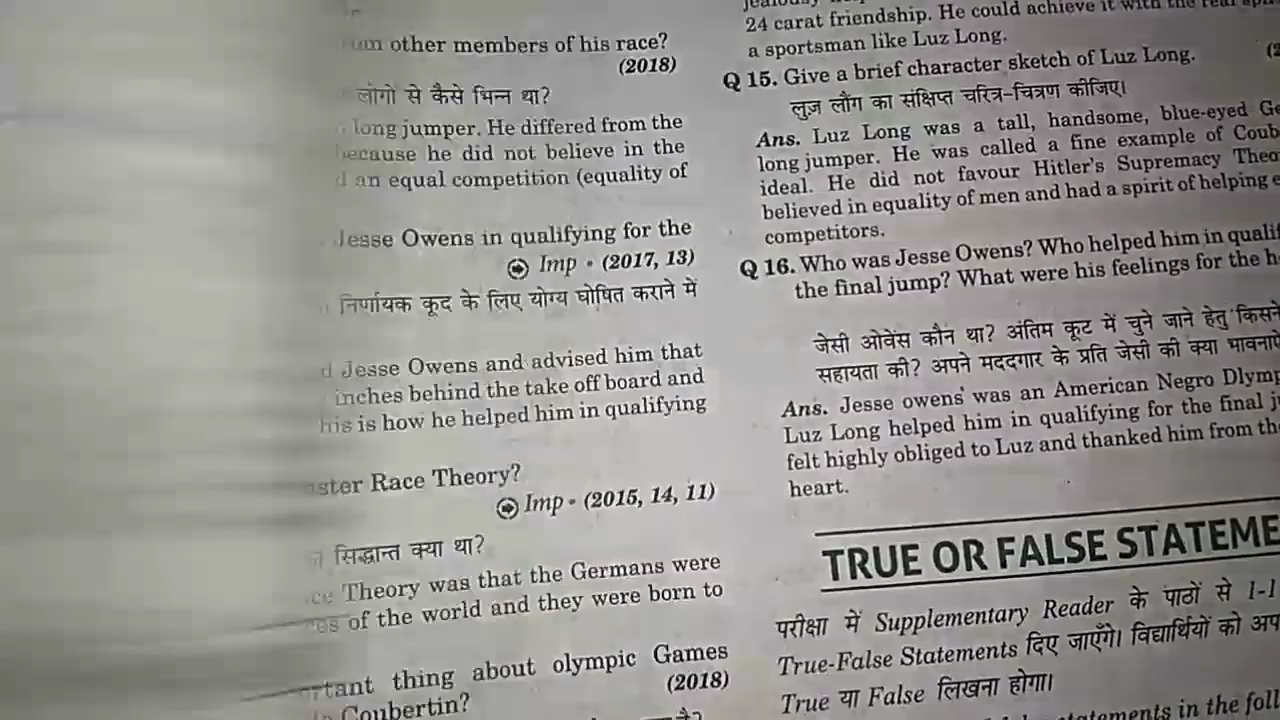 other members of his race?
(2018)
लोगो से कैसे भिन्न था?
long jumper. He differed from the
because he did not believe in the
an equal competition (equality of
Jesse Owens in qualifying for the
Imp • (2017, 13)
निर्णायक कूद के लिए योग्य घोषित कराने में
Jesse Owens and advised him that
inches behind the take off board and
his is how he helped him in qualifying
Race Theory?
Imp • (2015, 14, 11)
सिद्धान्त क्या था?
Theory was that the Germans were
of the world and they were born to
thing about olympic Games
(2018)
Coubertin?
24 carat friendship. He could achieve it with the real
a sportsman like Luz Long.
Q 15. Give a brief character sketch of Luz Long.
लुज़ लौंग का संक्षिप्त चरित्र-चित्रण कीजिए।
Ans. Luz Long was a tall, handsome, blue-eyed
long jumper. He was called a fine example of
ideal. He did not favour Hitler's Supremacy
believed in equality of men and had a spirit of helping
competitors.
Q 16. Who was Jesse Owens? Who helped him in
the final jump? What were his feelings for the
जेसी ओवेंस कौन था? अंतिम कूट में चुने जाने हेतु किसने
सहायता की? अपने मददगार के प्रति जेसी की क्या
Ans. Jesse owens' was an American Negro
Luz Long helped him in qualifying for the final
felt highly obliged to Luz and thanked him from
heart.
TRUE OR FALSE
परीक्षा में Supplementary Reader के पाठों से 1-1
True-False Statements दिए जाएँगे। विद्यार्थियों को
True या False लिखना होगा।
statements in the